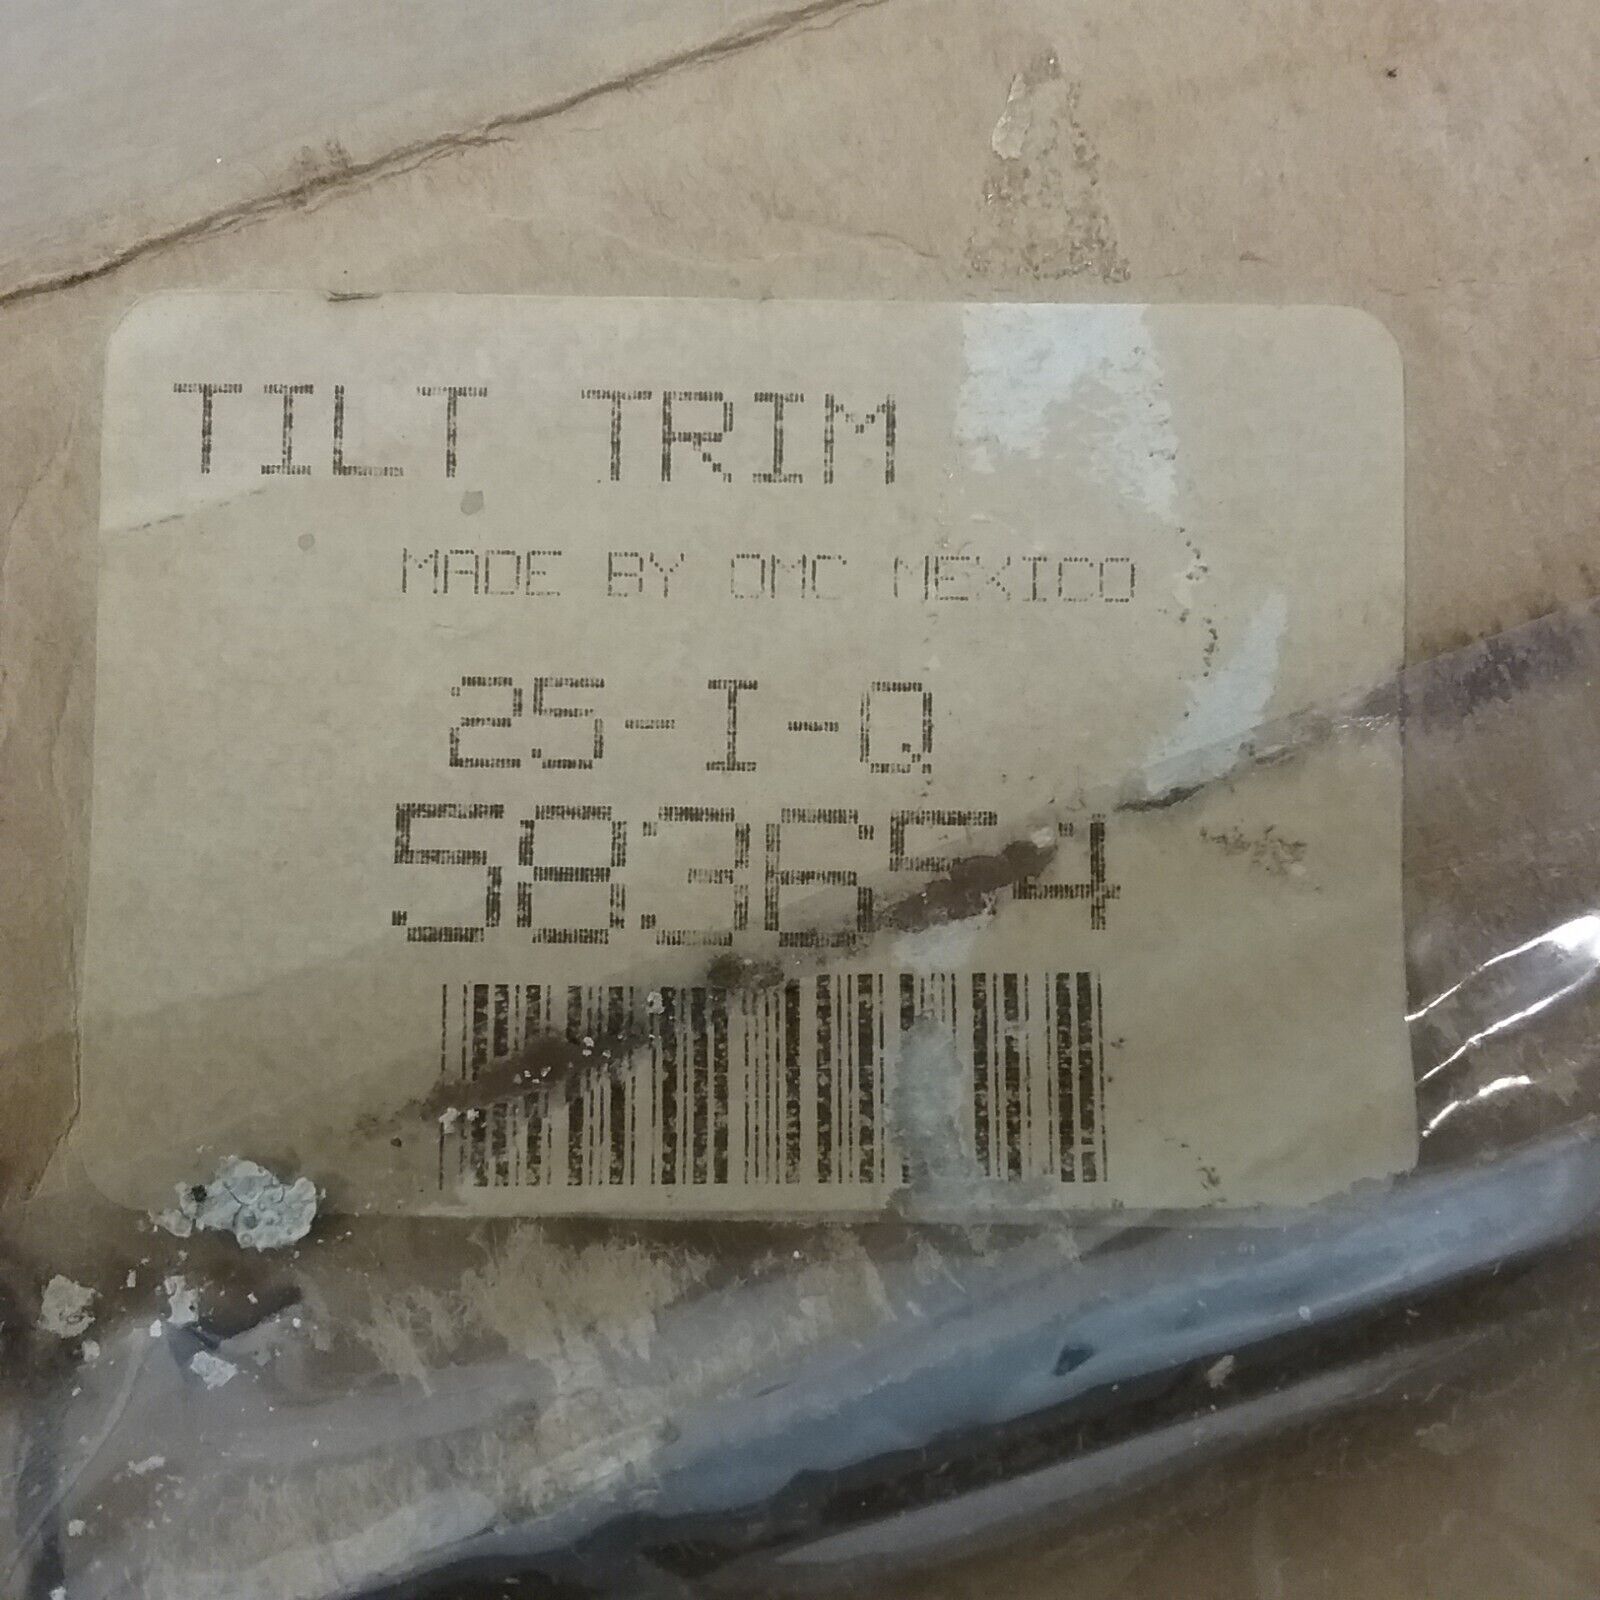 TILT TRIM
MADE BY OMC MEXICO
25-I-Q
583654